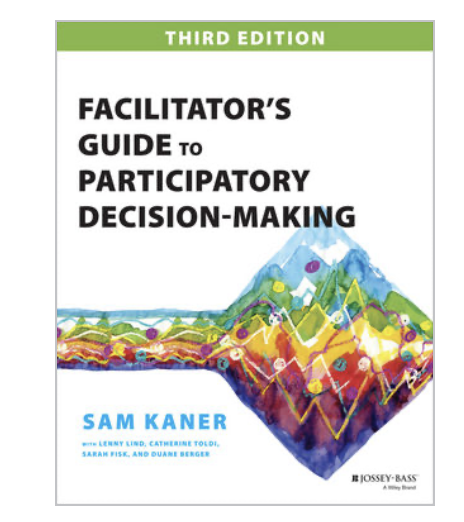 THIRD EDITION
FACILITATOR'S
GUIDE TO
PARTICIPATORY
DECISION-MAKING
SAM KANER
WITH LENNY LIND, CATHERINE TOLDI,
SARAH FISK, AND DUANE BERGER
JOSSEY-BASS
A Wiley Brand